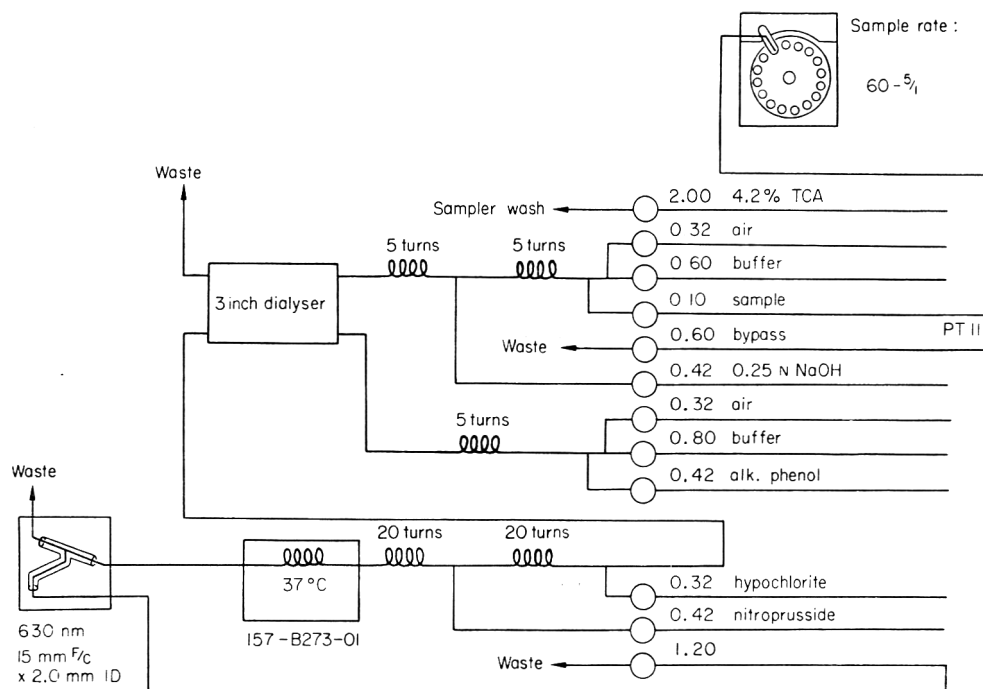 Sample rate :
60 - 5/1
Waste
Sampler wash
2.00 4.2% TCA
0 32 air
5 turns
5 turns
0 60 buffer
3 inch dialyser
0 10 sample
PT II
Waste
0.60 bypass
0.42 0.25 N NaOH
0.32 air
5 turns
0.80 buffer
0.42 alk. phenol
Waste
20 turns
20 turns
37 °C
0.32 hypochlorite
157 - B273 - 01
0.42 nitroprusside
630 nm
15 mm F/C
x 2.0 mm ID
Waste
1.20